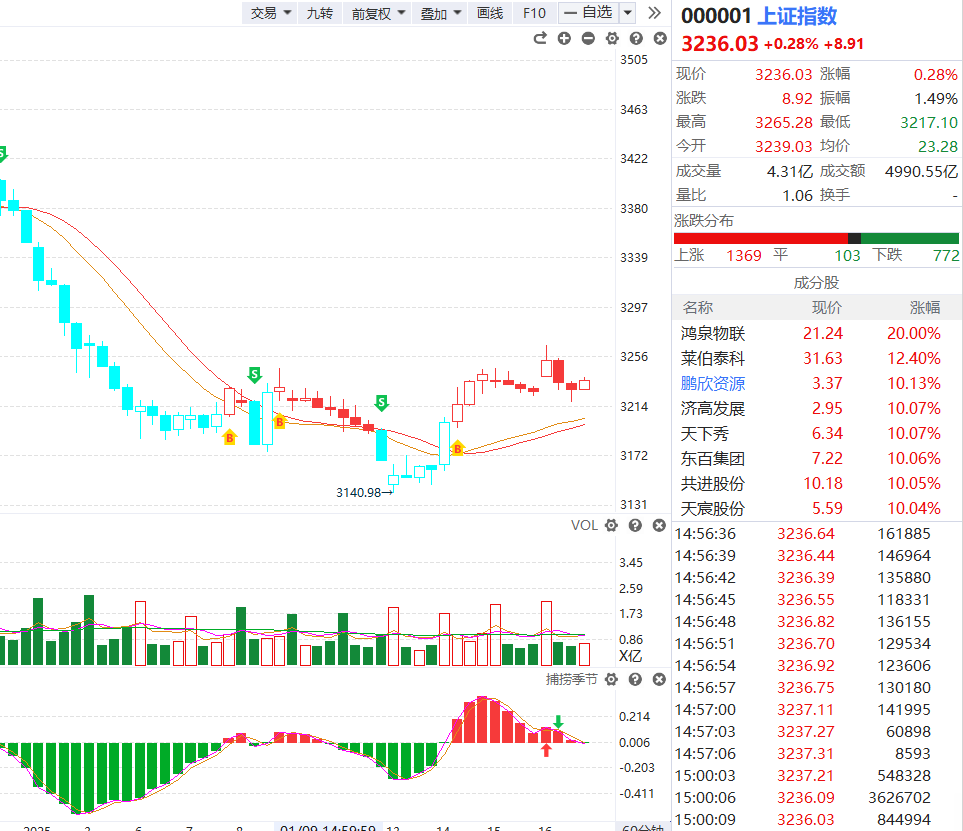 交易 九转 前复权 叠加 画线 F10 一 自选
3505
3463
3422
3380
3339
3297
3256
3214
3172
3131
S
S
S
B
B
B
3140.98→
VOL
3.45
2.59
1.73
0.86
X亿
捕捞季节
0.214
0.006
-0.203
-0.411
2025 3 6 7 8 01/09 14:59:59 13 14 15 16 60分钟
000001 上证指数
3236.03 +0.28% +8.91
现价 3236.03 涨幅 0.28%
涨跌 8.92 振幅 1.49%
最高 3265.28 最低 3217.10
今开 3239.03 均价 23.28
成交量 4.31亿 成交额 4990.55亿
量比 1.06 换手 -
涨跌分布
上涨 1369 平 103 下跌 772
成分股
名称 现价 涨幅
鸿泉物联 21.24 20.00%
莱伯泰科 31.63 12.40%
鹏欣资源 3.37 10.13%
济高发展 2.95 10.07%
天下秀 6.34 10.07%
东百集团 7.22 10.06%
共进股份 10.18 10.05%
天宸股份 5.59 10.04%
14:56:36 3236.64 161885
14:56:39 3236.44 146964
14:56:42 3236.39 135880
14:56:45 3236.55 118331
14:56:48 3236.82 136155
14:56:51 3236.70 129534
14:56:54 3236.92 123606
14:56:57 3236.75 130180
14:57:00 3237.11 141995
14:57:03 3237.27 60898
14:57:06 3237.31 8593
15:00:03 3237.21 548328
15:00:06 3236.09 3626702
15:00:09 3236.03 844994